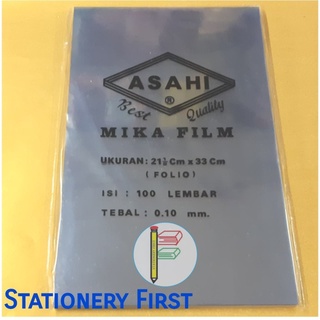 ASAHI
®
Best Quality
MIKA FILM
UKURAN: 21½ Cm x 33 Cm
(FOLIO)
ISI : 100 LEMBAR
TEBAL : 0.10 mm.
STATIONERY FIRST